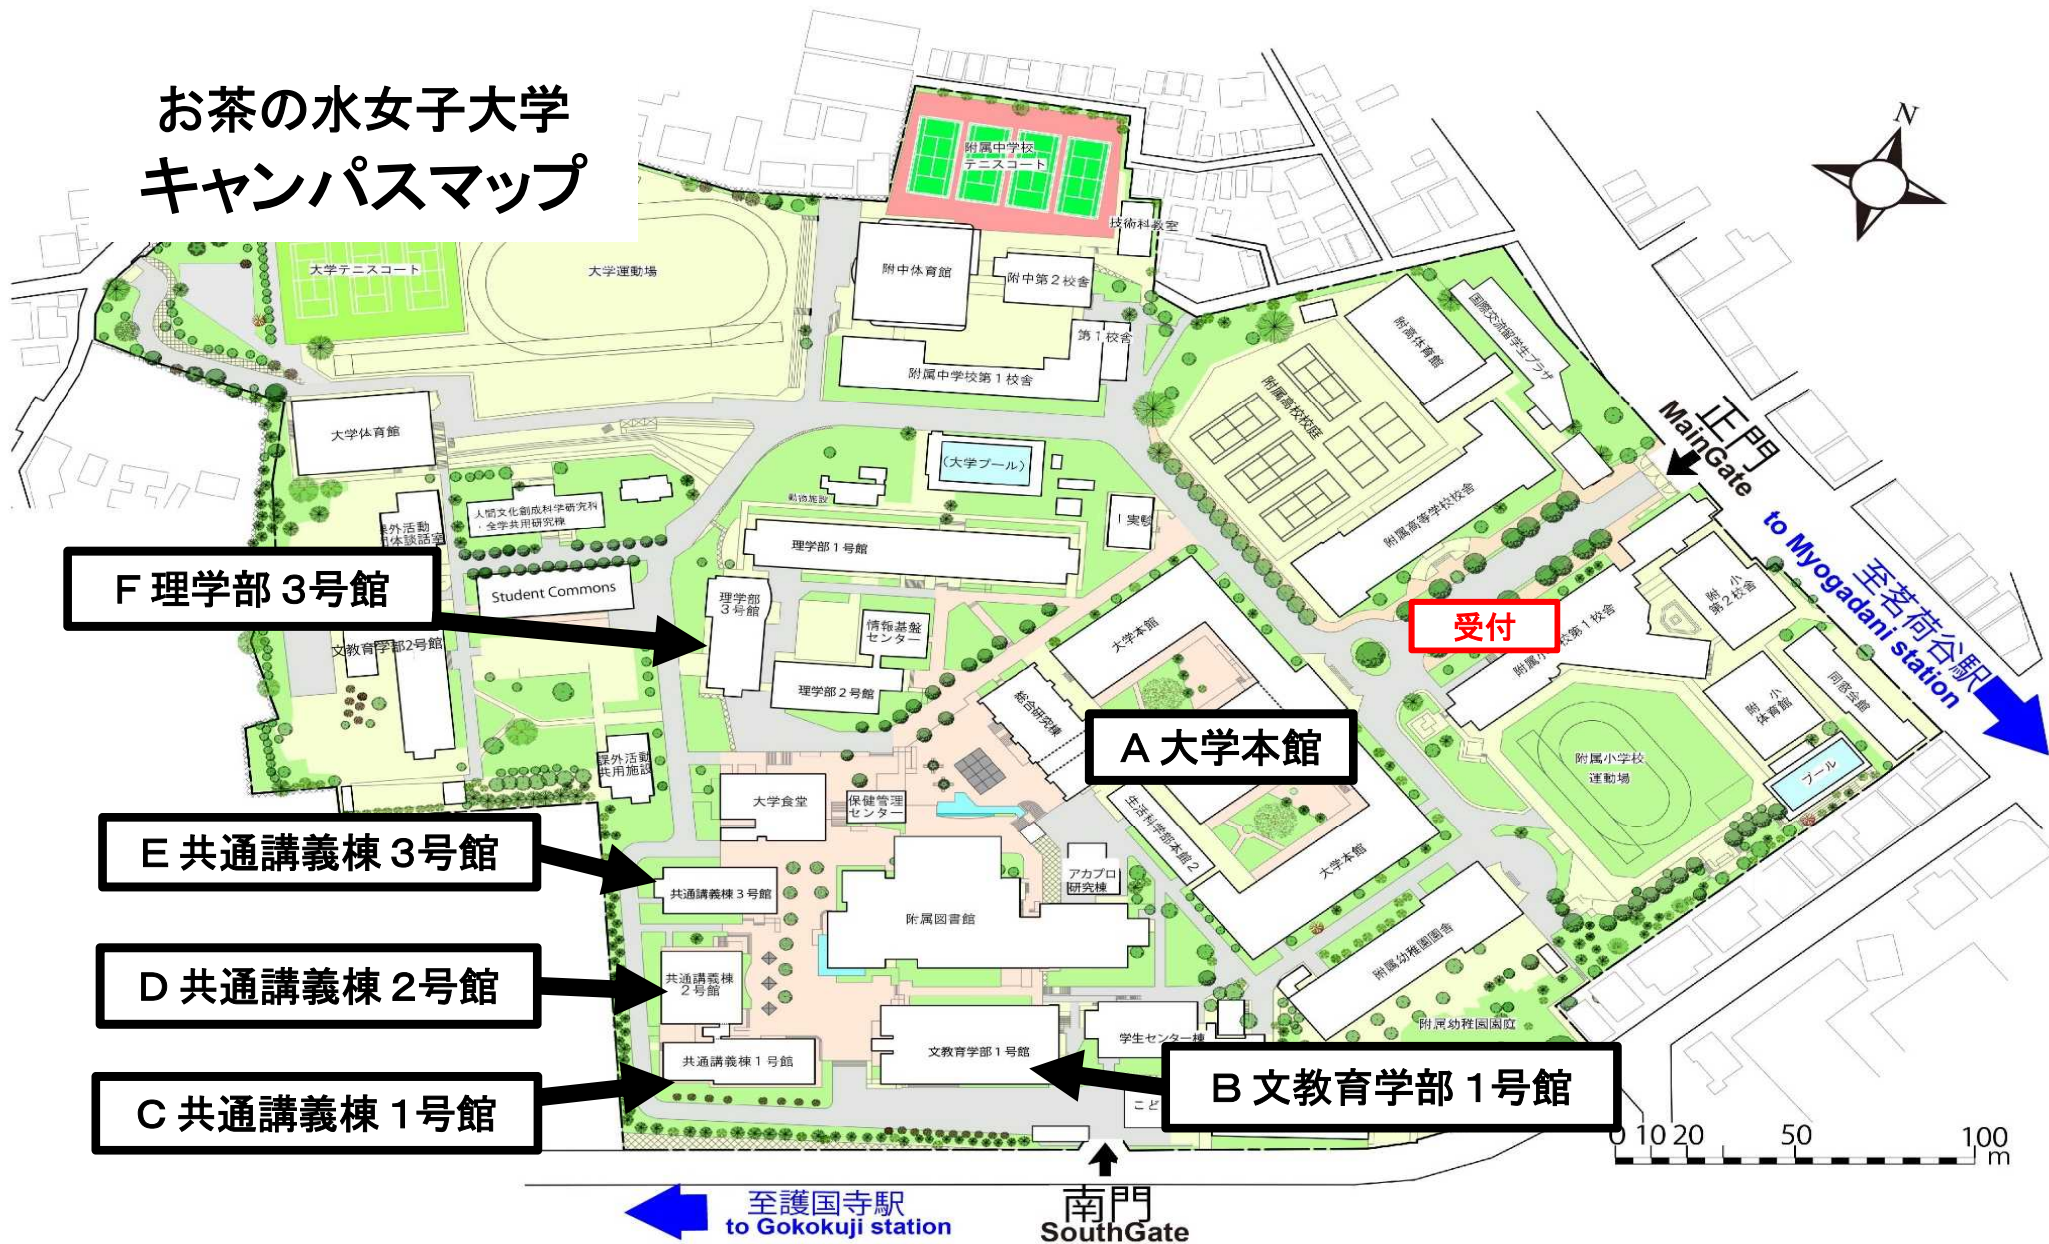 お茶の水女子大学
キャンパスマップ
N
附属中学校
テニスコート
技術科教室
大学テニスコート
大学運動場
附中体育館
附中第2校舎
第1校舎
附属中学校第1校舎
国際交流留学生プラザ
附高体育館
附属高校校庭
附属高等学校校舎
正門
MainGate
to Myogadani station
至茗荷谷駅
大学体育館
(大学プール)
動物施設
人間文化創成科学研究科
・全学共用研究棟
課外活動
団体談話室
理学部1号館
F 理学部 3号館
Student Commons
理学部
3号館
情報基盤
センター
理学部2号館
文教育学部2号館
大学本館
総合研究棟
受付
附属小学校第1校舎
附小
第2校舎
附小
体育館
同窓会館
プール
附属小学校
運動場
A 大学本館
課外活動
共用施設
大学食堂
保健管理
センター
生活科学部本館2
大学本館
アカプロ
研究棟
E 共通講義棟 3号館
共通講義棟3号館
附属図書館
附属幼稚園園舎
D 共通講義棟 2号館
共通講義棟
2号館
附属幼稚園園庭
学生センター棟
共通講義棟1号館
文教育学部1号館
B 文教育学部 1号館
C 共通講義棟 1号館
こど
0 10 20 50 100
m
至護国寺駅
to Gokokuji station
南門
SouthGate